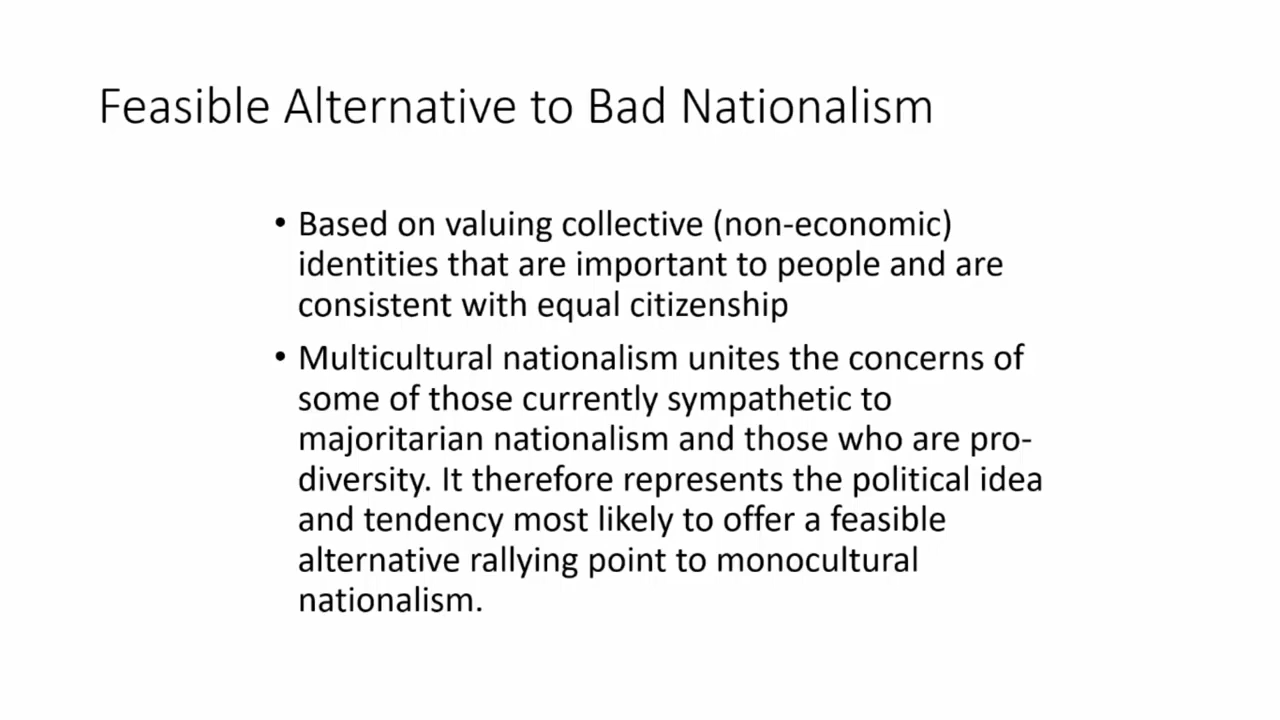 Feasible Alternative to Bad Nationalism
• Based on valuing collective (non-economic)
identities that are important to people and are
consistent with equal citizenship
• Multicultural nationalism unites the concerns of
some of those currently sympathetic to
majoritarian nationalism and those who are pro-
diversity. It therefore represents the political idea
and tendency most likely to offer a feasible
alternative rallying point to monocultural
nationalism.